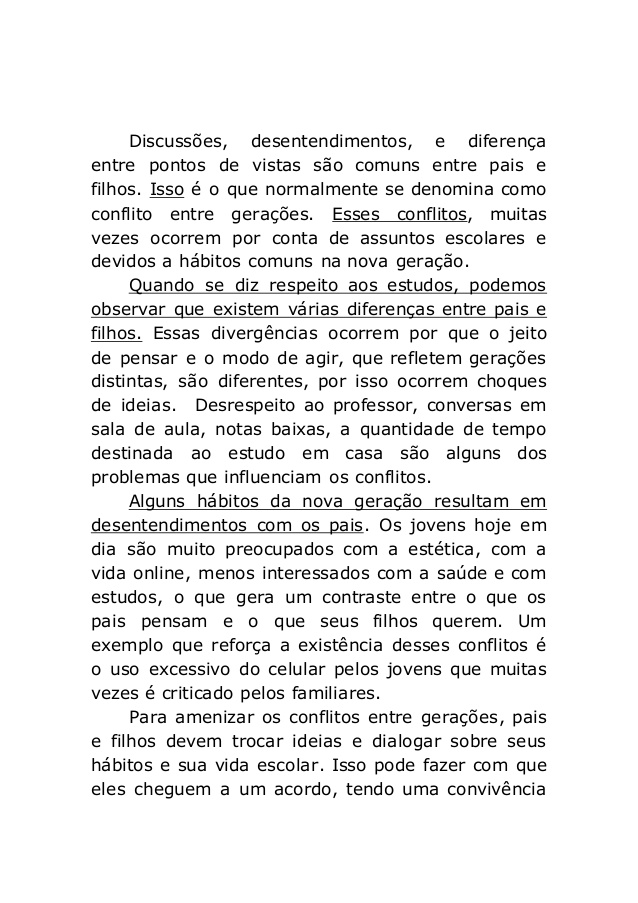 Discussões, desentendimentos, e diferença
entre pontos de vistas são comuns entre pais e
filhos. Isso é o que normalmente se denomina como
conflito entre gerações. Esses conflitos, muitas
vezes ocorrem por conta de assuntos escolares e
devidos a hábitos comuns na nova geração.
Quando se diz respeito aos estudos, podemos
observar que existem várias diferenças entre pais e
filhos. Essas divergências ocorrem por que o jeito
de pensar e o modo de agir, que refletem gerações
distintas, são diferentes, por isso ocorrem choques
de ideias. Desrespeito ao professor, conversas em
sala de aula, notas baixas, a quantidade de tempo
destinada ao estudo em casa são alguns dos
problemas que influenciam os conflitos.
Alguns hábitos da nova geração resultam em
desentendimentos com os pais. Os jovens hoje em
dia são muito preocupados com a estética, com a
vida online, menos interessados com a saúde e com
estudos, o que gera um contraste entre o que os
pais pensam e o que seus filhos querem. Um
exemplo que reforça a existência desses conflitos é
o uso excessivo do celular pelos jovens que muitas
vezes é criticado pelos familiares.
Para amenizar os conflitos entre gerações, pais
e filhos devem trocar ideias e dialogar sobre seus
hábitos e sua vida escolar. Isso pode fazer com que
eles cheguem a um acordo, tendo uma convivência